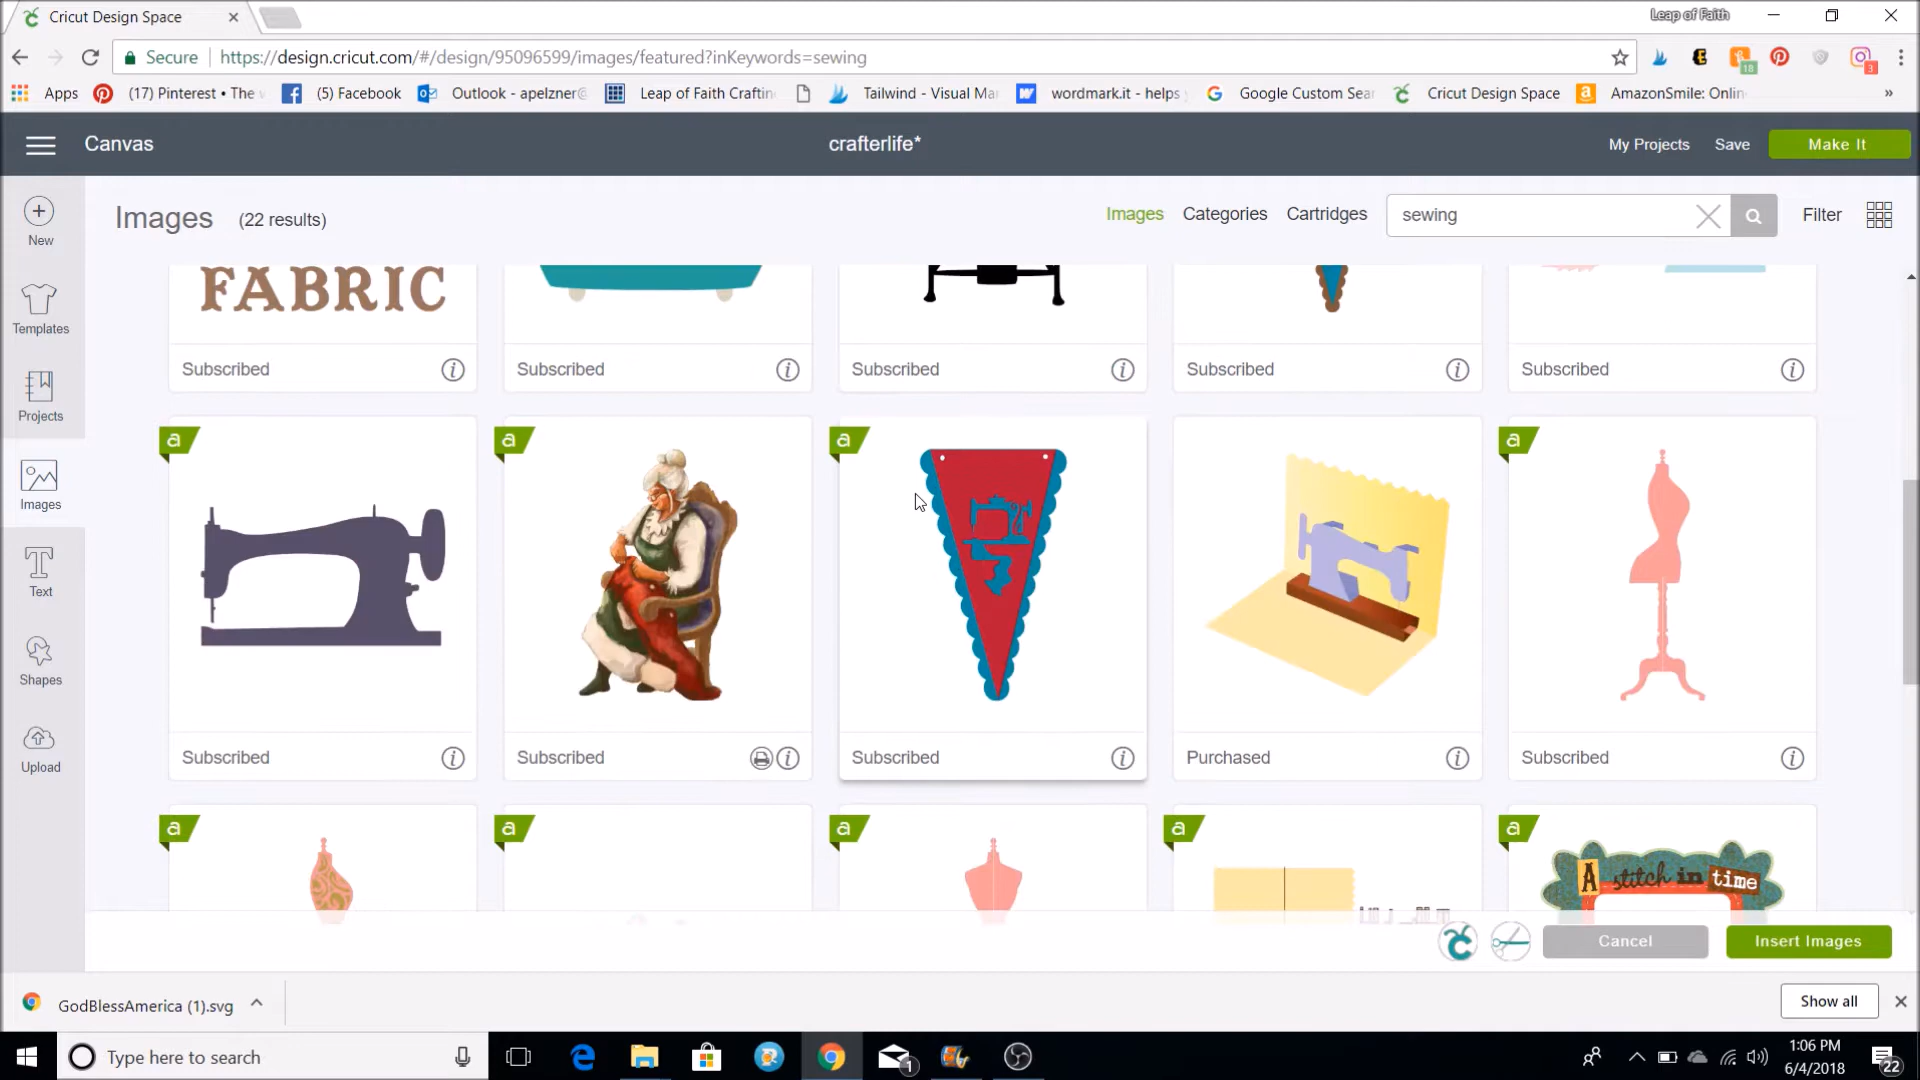 Cricut Design Space
Leap of Faith
Secure https://design.cricut.com/#/design/95096599/images/featured?inKeywords=sewing
18
3
Apps (17) Pinterest • The (5) Facebook Outlook - apelzner@ Leap of Faith Craftin Tailwind - Visual Ma wordmark.it - helps Google Custom Sear Cricut Design Space AmazonSmile: Onlin »
Canvas crafterlife* My Projects Save Make It
Images (22 results) Images Categories Cartridges sewing Filter
New
Templates
Projects
Images
Text
Shapes
Upload
FABRIC
Subscribed Subscribed Subscribed Subscribed Subscribed
a a a a
Subscribed Subscribed Subscribed Purchased Subscribed
a a a a a
A stitch in time
Cancel Insert Images
GodBlessAmerica (1).svg Show all
Type here to search
1
1:06 PM
6/4/2018
22